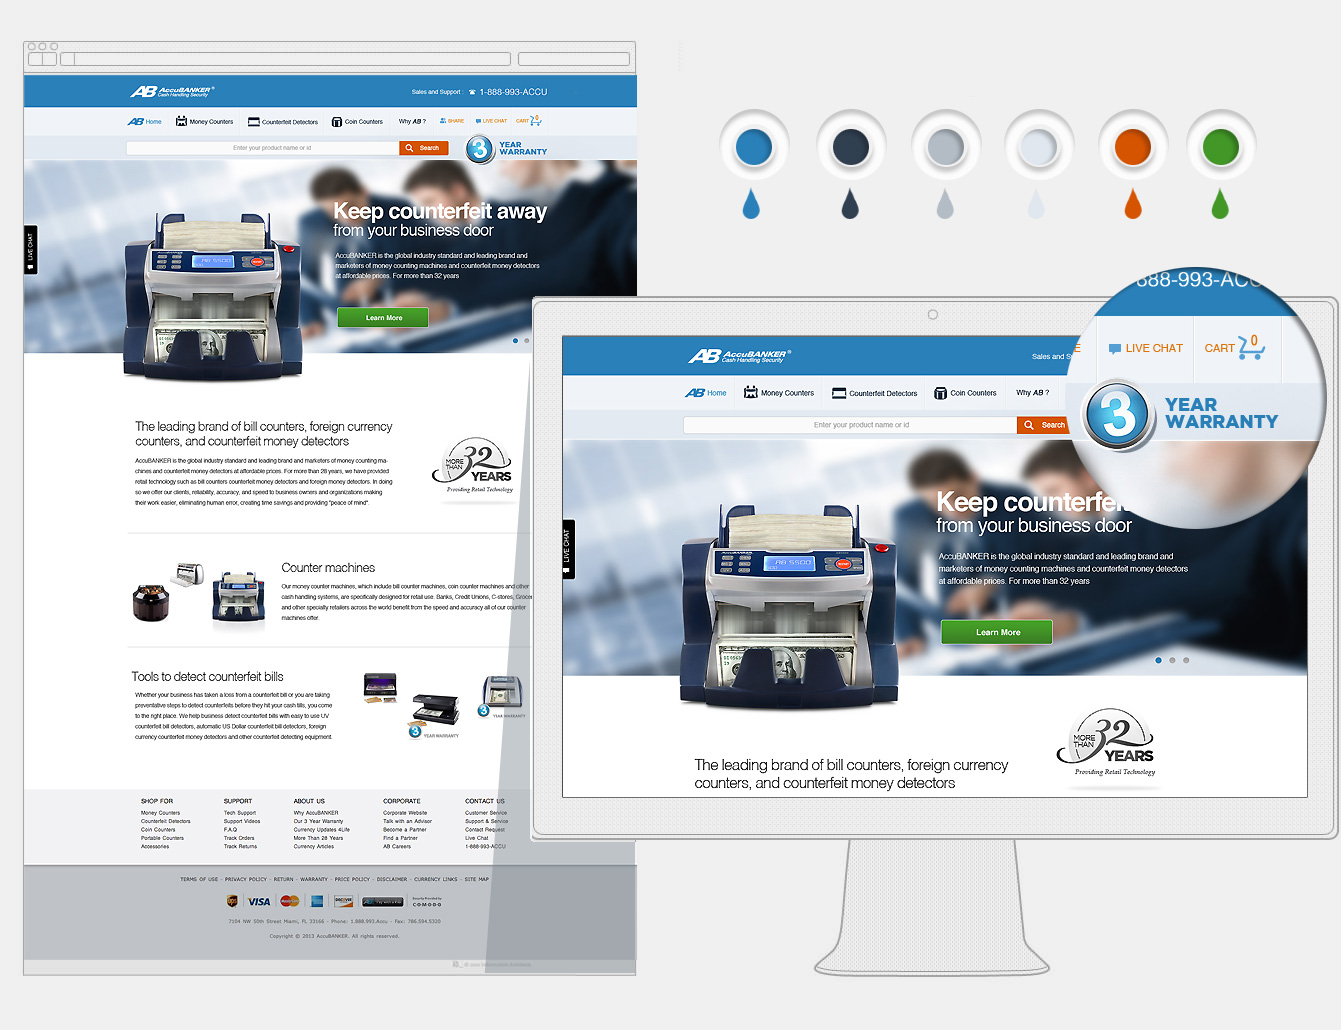 AB AccuBANKER®
Cash Handling Security
Sales and Support : 1-888-993-ACCU
AB Home
Money Counters
Counterfeit Detectors
Coin Counters
Why AB ?
SHARE
LIVE CHAT
CART 0
Enter your product name or id
Search
3 YEAR
WARRANTY
LIVE CHAT
Keep counterfeit away
from your business door
AccuBANKER is the global industry standard and leading brand and
marketers of money counting machines and counterfeit money detectors
at affordable prices. For more than 32 years
Learn More
AB 5500
The leading brand of bill counters, foreign currency
counters, and counterfeit money detectors
AccuBANKER is the global industry standard and leading brand and marketers of money counting ma-
chines and counterfeit money detectors at affordable prices. For more than 28 years, we have provided
retail technology such as bill counters counterfeit money detectors and foreign money detectors. In doing
so we offer our clients, reliability, accuracy, and speed to business owners and organizations making
their work easier, eliminating human error, creating time savings and providing "peace of mind".
MORE
THAN 32
YEARS
Providing Retail Technology
Counter machines
Our money counter machines, which include bill counter machines, coin counter machines and other
cash handling systems, are specifically designed for retail use. Banks, Credit Unions, C-stores, Grocer
and other specialty retailers across the world benefit from the speed and accuracy all of our counter
machines offer.
Tools to detect counterfeit bills
Whether your business has taken a loss from a counterfeit bill or you are taking
preventative steps to detect counterfeits before they hit your cash bills, you come
to the right place. We help business detect counterfeit bills with easy to use UV
counterfeit bill detectors, automatic US Dollar counterfeit bill detectors, foreign
currency counterfeit money detectors and other counterfeit detecting equipment.
3 YEAR WARRANTY
3 YEAR WARRANTY
SHOP FOR
Money Counters
Counterfeit Detectors
Coin Counters
Portable Counters
Accessories
SUPPORT
Tech Support
Support Videos
F.A.Q
Track Orders
Track Returns
ABOUT US
Why AccuBANKER
Our 3 Year Warranty
Currency Updates 4Life
More Than 28 Years
Currency Articles
CORPORATE
Corporate Website
Talk with an Advisor
Become a Partner
Find a Partner
AB Careers
CONTACT US
Customer Service
Support & Service
Contact Request
Live Chat
1-888-993-ACCU
TERMS OF USE - PRIVACY POLICY - RETURN - WARRANTY - PRICE POLICY - DISCLAIMER - CURRENCY LINKS - SITE MAP
ups
VISA
MasterCard
DISCOVER
COMODO
7104 NW 50th Street Miami, FL 33166 - Phone: 1.888.993.Accu - Fax: 786.594.5320
Copyright © 2013 AccuBANKER. All rights reserved.
AB AccuBANKER®
Cash Handling Security
Sales and S
AB Home
Money Counters
Counterfeit Detectors
Coin Counters
Why AB ?
Enter your product name or id
Search
888-993-ACCU
E
LIVE CHAT
CART 0
3 YEAR
WARRANTY
LIVE CHAT
Keep counterfei
from your business door
AccuBANKER is the global industry standard and leading brand and
marketers of money counting machines and counterfeit money detectors
at affordable prices. For more than 32 years
Learn More
AB 5500
MORE
THAN 32
YEARS
Providing Retail Technology
The leading brand of bill counters, foreign currency
counters, and counterfeit money detectors